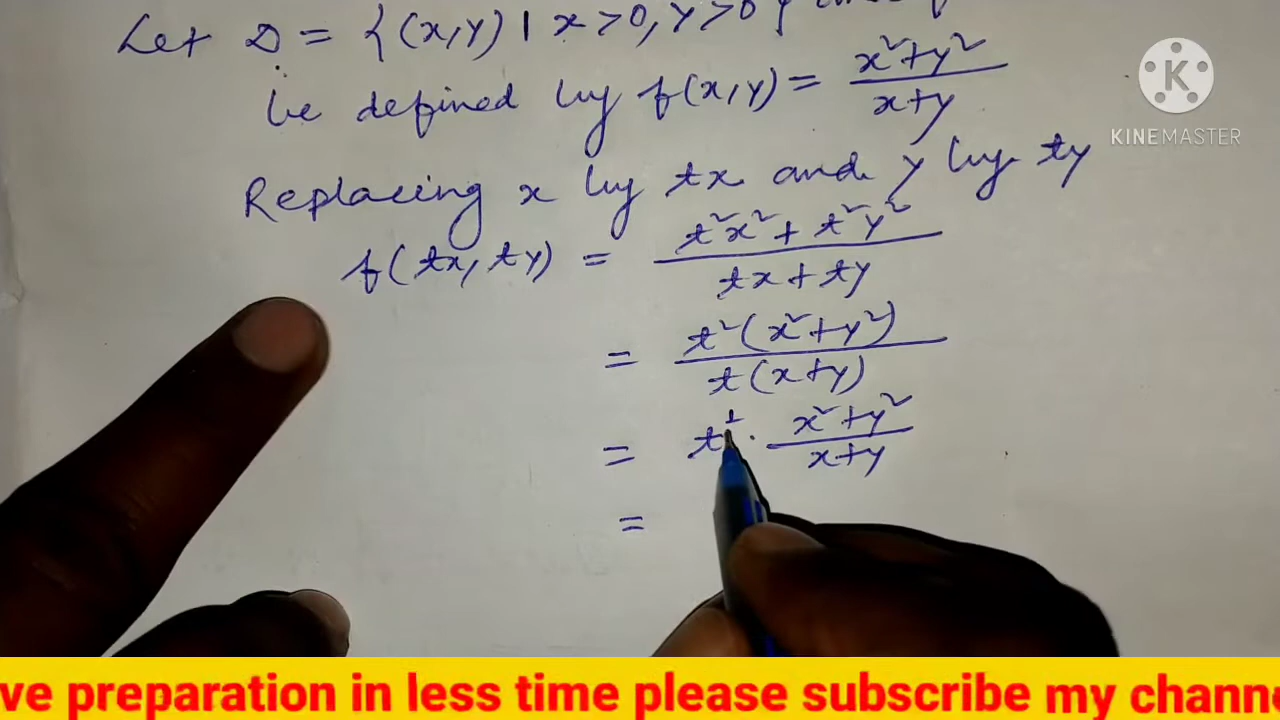 Let D = {(x,y) | x>0, y>0}
be defined by f(x,y) = (x²+y²)/(x+y)
K
KINEMASTER
Replacing x by tx and y by ty
f(tx, ty) = (t²x² + t²y²)/(tx + ty)
= t²(x²+y²)/t(x+y)
= t¹ · (x²+y²)/(x+y)
=
ve preparation in less time please subscribe my channe